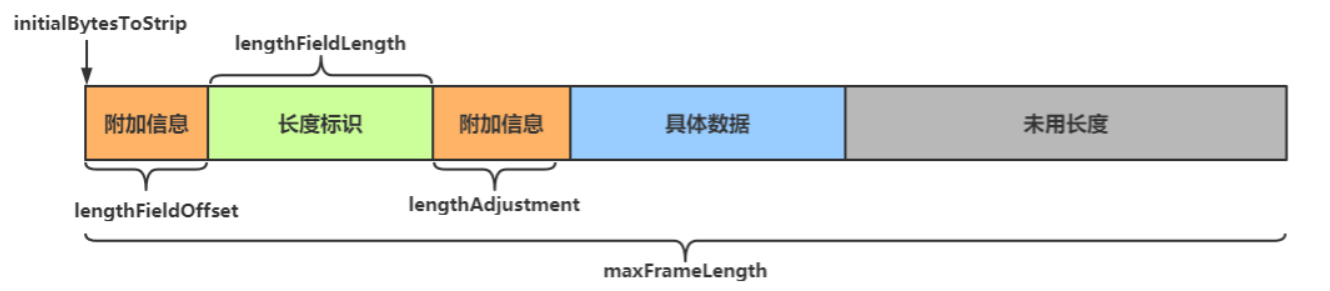 initialBytesToStrip
lengthFieldLength
附加信息
长度标识
附加信息
具体数据
未用长度
lengthFieldOffset
lengthAdjustment
maxFrameLength